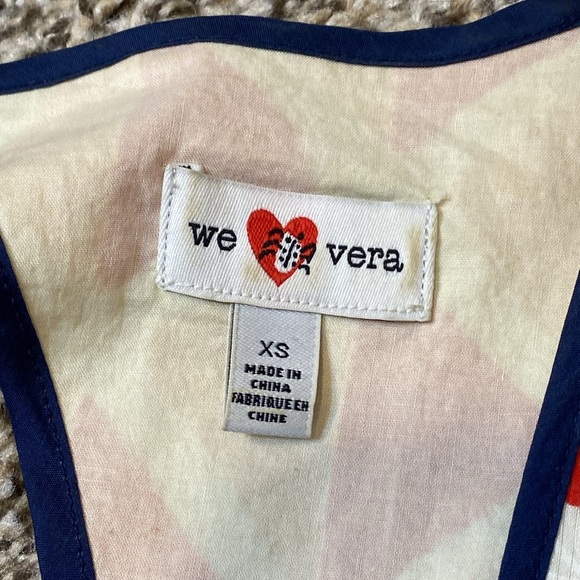 we vera
XS
MADE IN
CHINA
FABRIQUE EN
CHINE